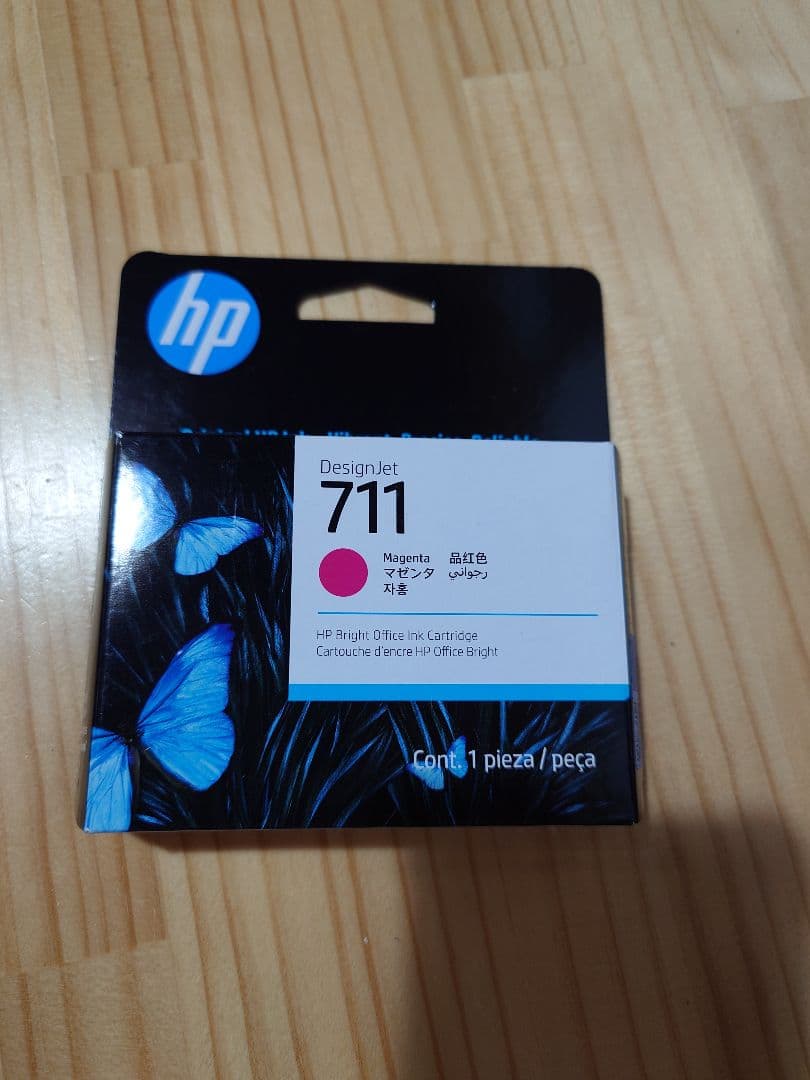 hp
DesignJet
711
Magenta 品红色
マゼンタ رجواني
자홍
HP Bright Office Ink Cartridge
Cartouche d'encre HP Office Bright
Cont. 1 pieza / peça